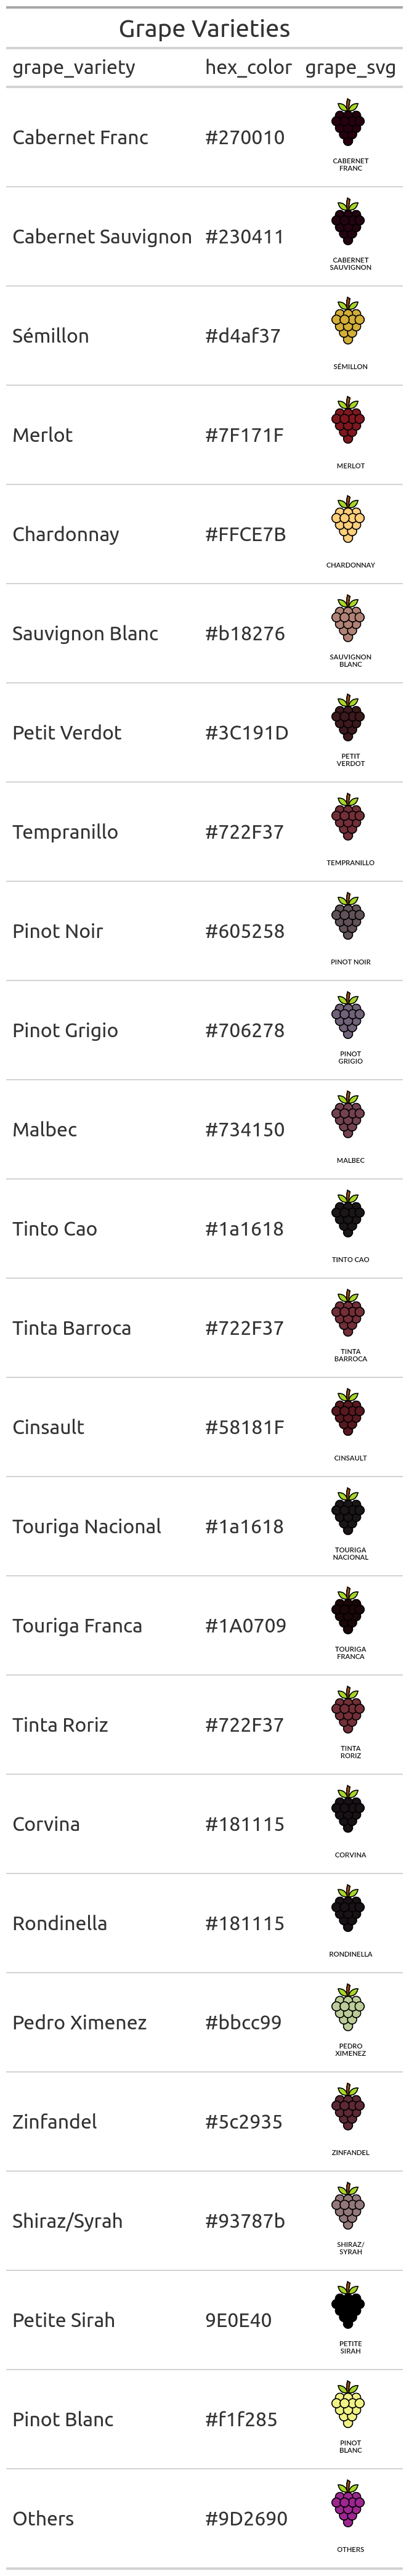 Grape Varieties
grape_variety hex_color grape_svg
Cabernet Franc #270010
CABERNET
FRANC
Cabernet Sauvignon #230411
CABERNET
SAUVIGNON
Sémillon #d4af37
SÉMILLON
Merlot #7F171F
MERLOT
Chardonnay #FFCE7B
CHARDONNAY
Sauvignon Blanc #b18276
SAUVIGNON
BLANC
Petit Verdot #3C191D
PETIT
VERDOT
Tempranillo #722F37
TEMPRANILLO
Pinot Noir #605258
PINOT NOIR
Pinot Grigio #706278
PINOT
GRIGIO
Malbec #734150
MALBEC
Tinto Cao #1a1618
TINTO CAO
Tinta Barroca #722F37
TINTA
BARROCA
Cinsault #58181F
CINSAULT
Touriga Nacional #1a1618
TOURIGA
NACIONAL
Touriga Franca #1A0709
TOURIGA
FRANCA
Tinta Roriz #722F37
TINTA
RORIZ
Corvina #181115
CORVINA
Rondinella #181115
RONDINELLA
Pedro Ximenez #bbcc99
PEDRO
XIMENEZ
Zinfandel #5c2935
ZINFANDEL
Shiraz/Syrah #93787b
SHIRAZ/
SYRAH
Petite Sirah 9E0E40
PETITE
SIRAH
Pinot Blanc #f1f285
PINOT
BLANC
Others #9D2690
OTHERS